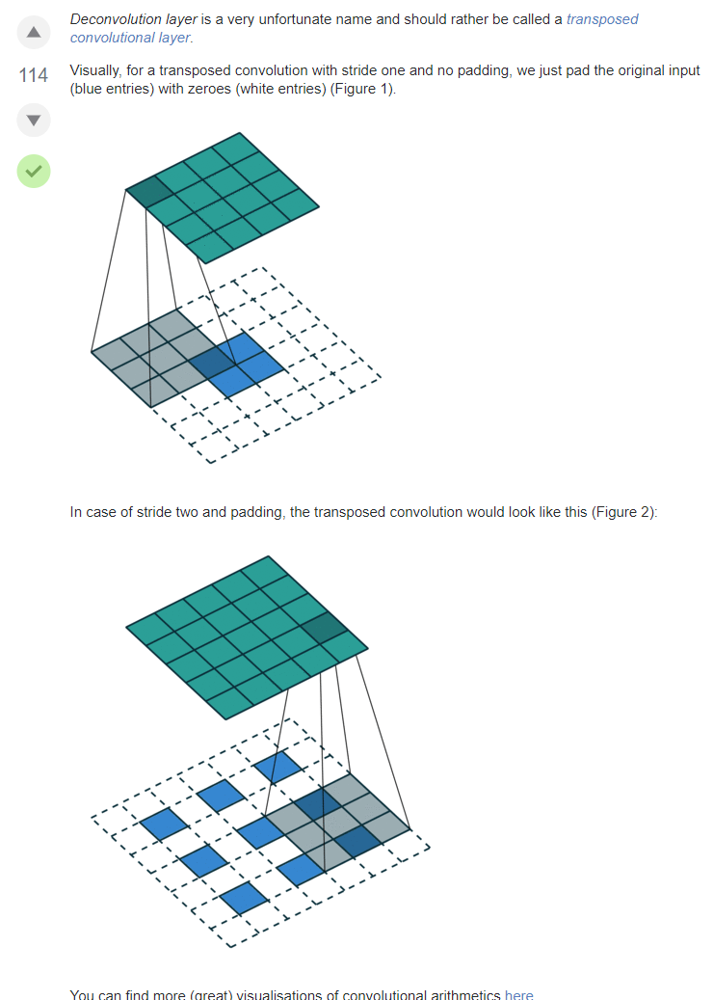 Deconvolution layer is a very unfortunate name and should rather be called a transposed
convolutional layer.
114
Visually, for a transposed convolution with stride one and no padding, we just pad the original input
(blue entries) with zeroes (white entries) (Figure 1).
In case of stride two and padding, the transposed convolution would look like this (Figure 2):
You can find more (great) visualisations of convolutional arithmetics here